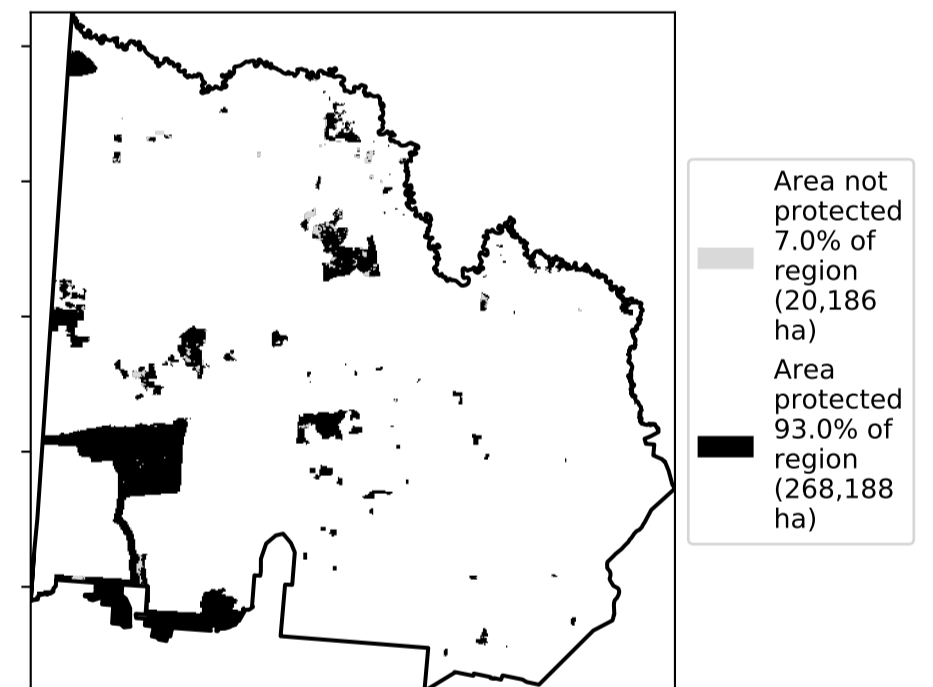 Area not
protected
7.0% of
region
(20,186
ha)
Area
protected
93.0% of
region
(268,188
ha)